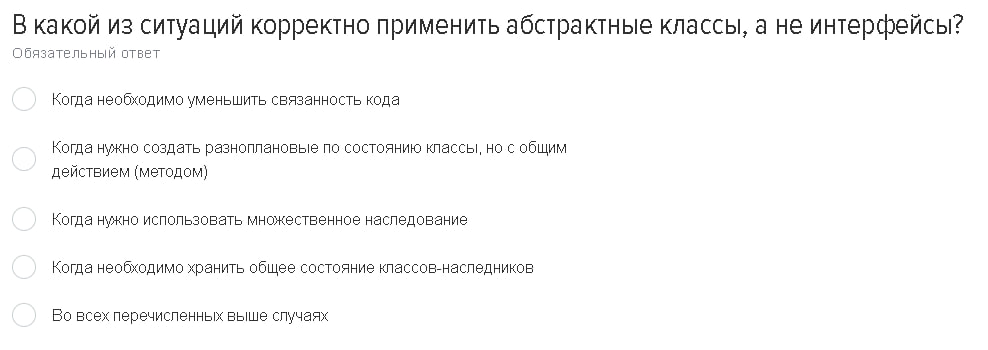 В какой из ситуаций корректно применить абстрактные классы, а не интерфейсы?
Обязательный ответ
Когда необходимо уменьшить связанность кода
Когда нужно создать разноплановые по состоянию классы, но с общим
действием (методом)
Когда нужно использовать множественное наследование
Когда необходимо хранить общее состояние классов-наследников
Во всех перечисленных выше случаях